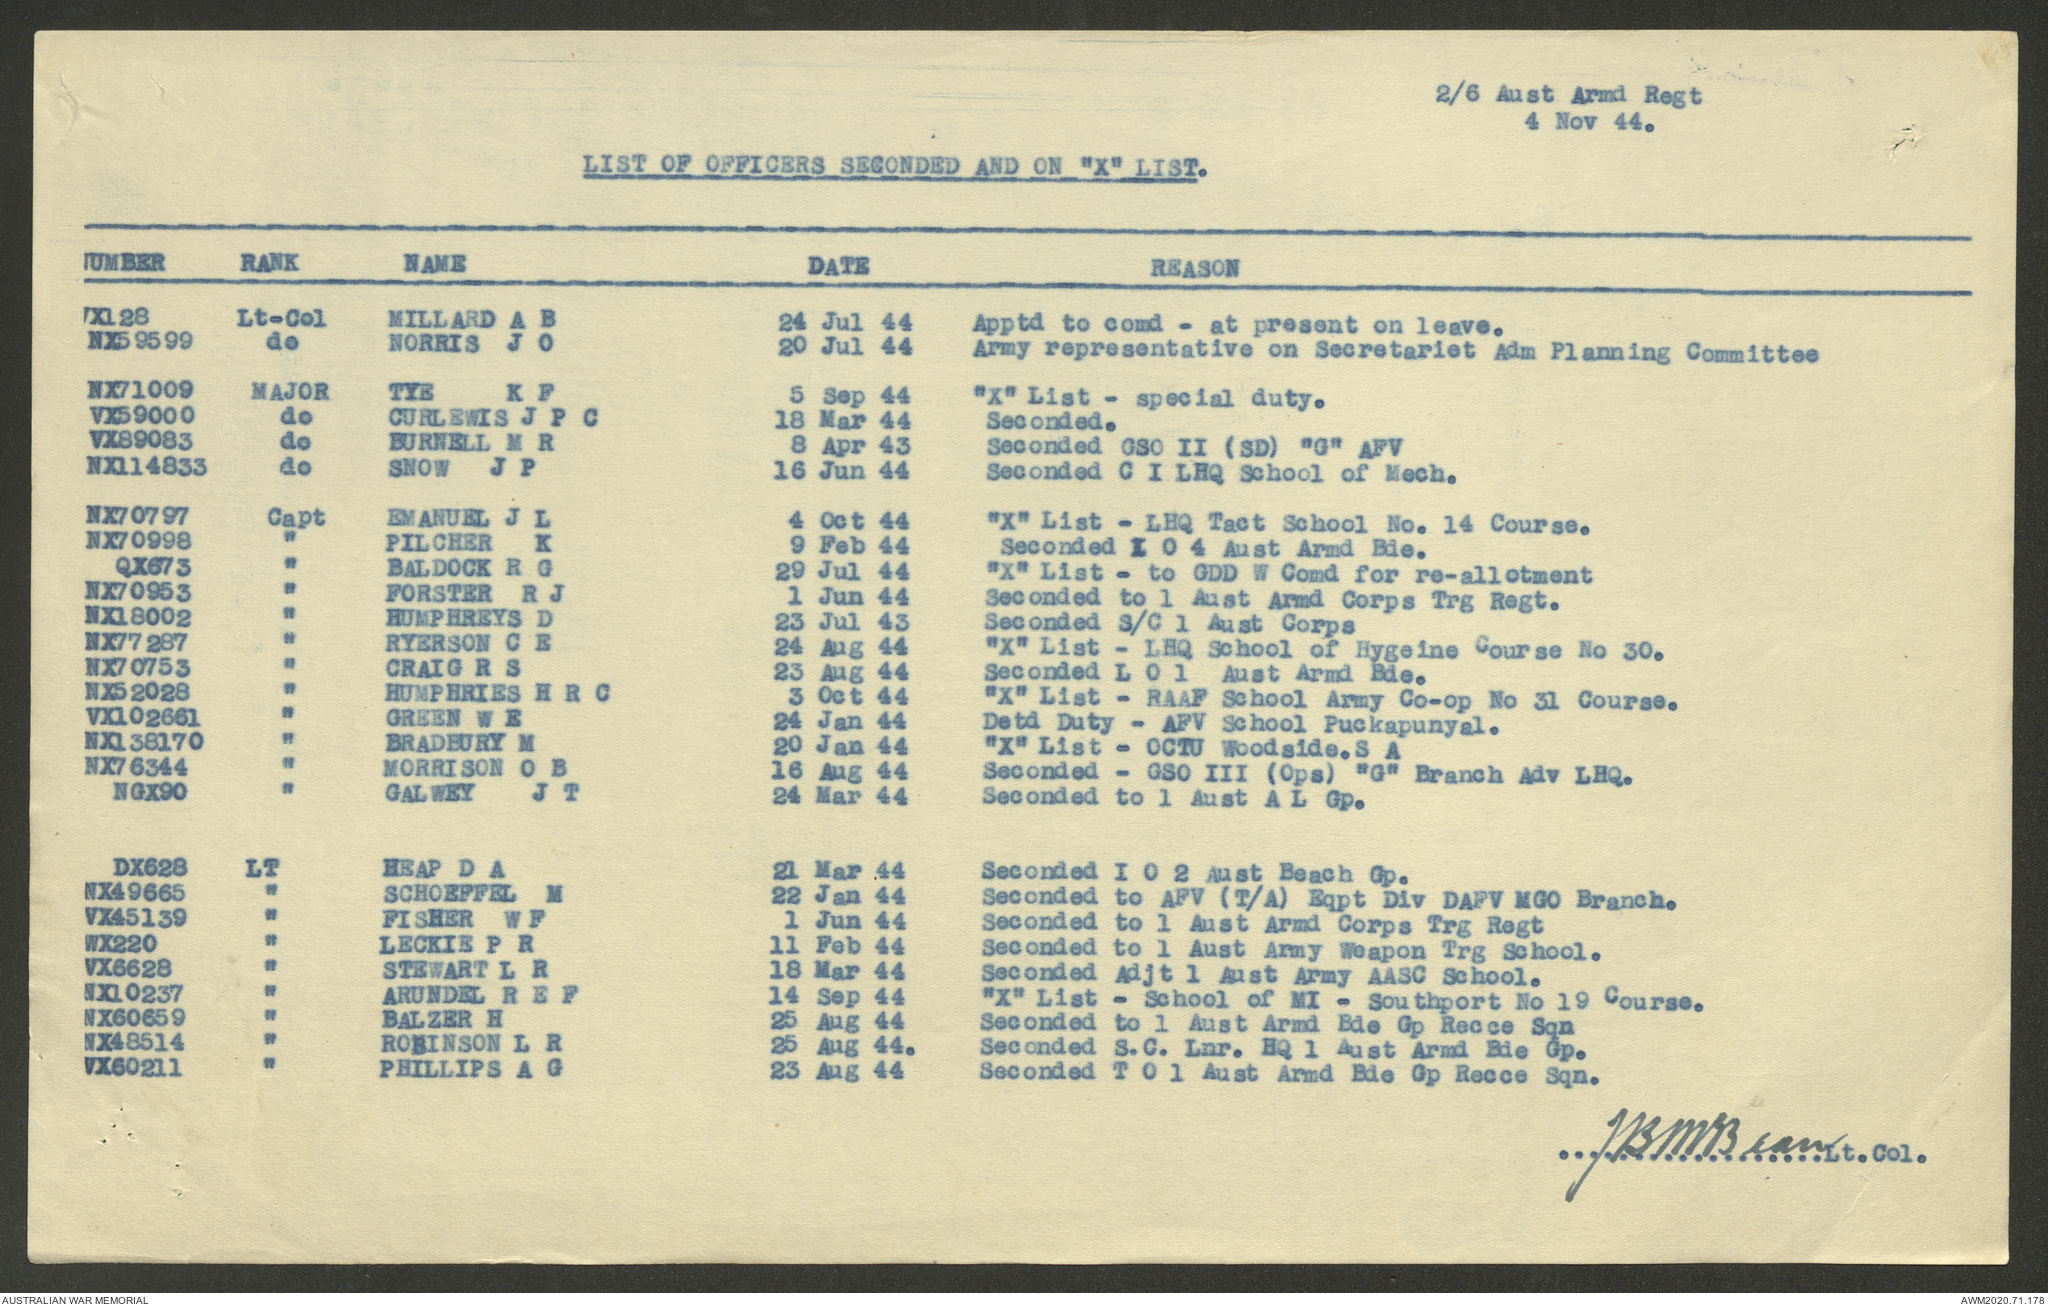 2/6 Aust Armd Regt
4 Nov 44.
LIST OF OFFICERS SECONDED AND ON "X" LIST.
NUMBER RANK NAME DATE REASON
VX128 Lt-Col MILLARD A B 24 Jul 44 Apptd to comd - at present on leave.
NX59599 do NORRIS J O 20 Jul 44 Army representative on Secretariet Adm Planning Committee
NX71009 MAJOR TYE K F 5 Sep 44 "X" List - special duty.
VX59000 do CURLEWIS J P C 18 Mar 44 Seconded.
VX89083 do BURNELL M R 8 Apr 43 Seconded GSO II (SD) "G" AFV
NX114833 do SNOW J P 16 Jun 44 Seconded C I LHQ School of Mech.
NX70797 Capt EMANUEL J L 4 Oct 44 "X" List - LHQ Tact School No. 14 Course.
NX70998 " PILCHER K 9 Feb 44 Seconded I O 4 Aust Armd Bde.
QX673 " BALDOCK R G 29 Jul 44 "X" List - to GDD W Comd for re-allotment
NX70953 " FORSTER R J 1 Jun 44 Seconded to 1 Aust Armd Corps Trg Regt.
NX18002 " HUMPHREYS D 23 Jul 43 Seconded S/C 1 Aust Corps
NX77287 " RYERSON C E 24 Aug 44 "X" List - LHQ School of Hygeine Course No 30.
NX70753 " CRAIG R S 23 Aug 44 Seconded L O 1 Aust Armd Bde.
NX52028 " HUMPHRIES H R C 3 Oct 44 "X" List - RAAF School Army Co-op No 31 Course.
VX102661 " GREEN W E 24 Jan 44 Detd Duty - AFV School Puckapunyal.
NX138170 " BRADBURY M 20 Jan 44 "X" List - OCTU Woodside.S A
NX76344 " MORRISON O B 16 Aug 44 Seconded - GSO III (Ops) "G" Branch Adv LHQ.
NGX90 " GALWEY J T 24 Mar 44 Seconded to 1 Aust A L Gp.
DX628 LT HEAP D A 21 Mar 44 Seconded I O 2 Aust Beach Gp.
NX49665 " SCHOEFFEL M 22 Jan 44 Seconded to AFV (T/A) Eqpt Div DAFV MGO Branch.
VX45139 " FISHER W F 1 Jun 44 Seconded to 1 Aust Armd Corps Trg Regt
WX220 " LECKIE P R 11 Feb 44 Seconded to 1 Aust Army Weapon Trg School.
VX6628 " STEWART L R 18 Mar 44 Seconded Adjt 1 Aust Army AASC School.
NX10237 " ARUNDEL R E F 14 Sep 44 "X" List - School of MI - Southport No 19 Course.
NX60659 " BALZER H 25 Aug 44 Seconded to 1 Aust Armd Bde Gp Recce Sqn
NX48514 " ROBINSON L R 25 Aug 44. Seconded S.C. Lnr. HQ 1 Aust Armd Bde Gp.
VX60211 " PHILLIPS A G 23 Aug 44 Seconded T O 1 Aust Armd Bde Gp Recce Sqn.
J B McBean Lt.Col.
AUSTRALIAN WAR MEMORIAL AWM2020.71.178